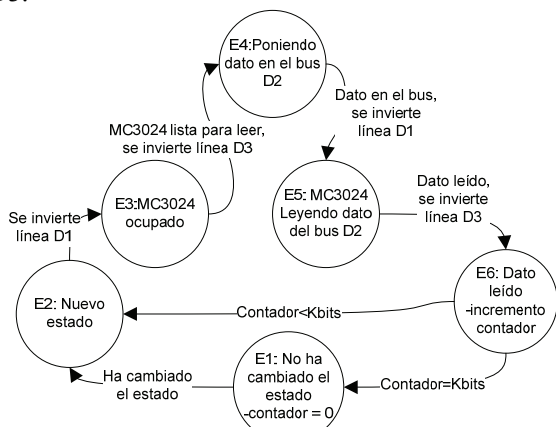 E4:Poniendo
dato en el bus
D2
Dato en el bus,
se invierte
línea D1
MC3024 lista para leer,
se invierte línea D3
E3:MC3024
ocupado
E5: MC3024
Leyendo dato
del bus D2
Dato leído,
se invierte
línea D3
Se invierte
línea D1
E2: Nuevo
estado
E6: Dato
leído
-incremento
contador
Contador<Kbits
E1: No ha
cambiado el
estado
-contador = 0
Ha cambiado
el estado
Contador=Kbits